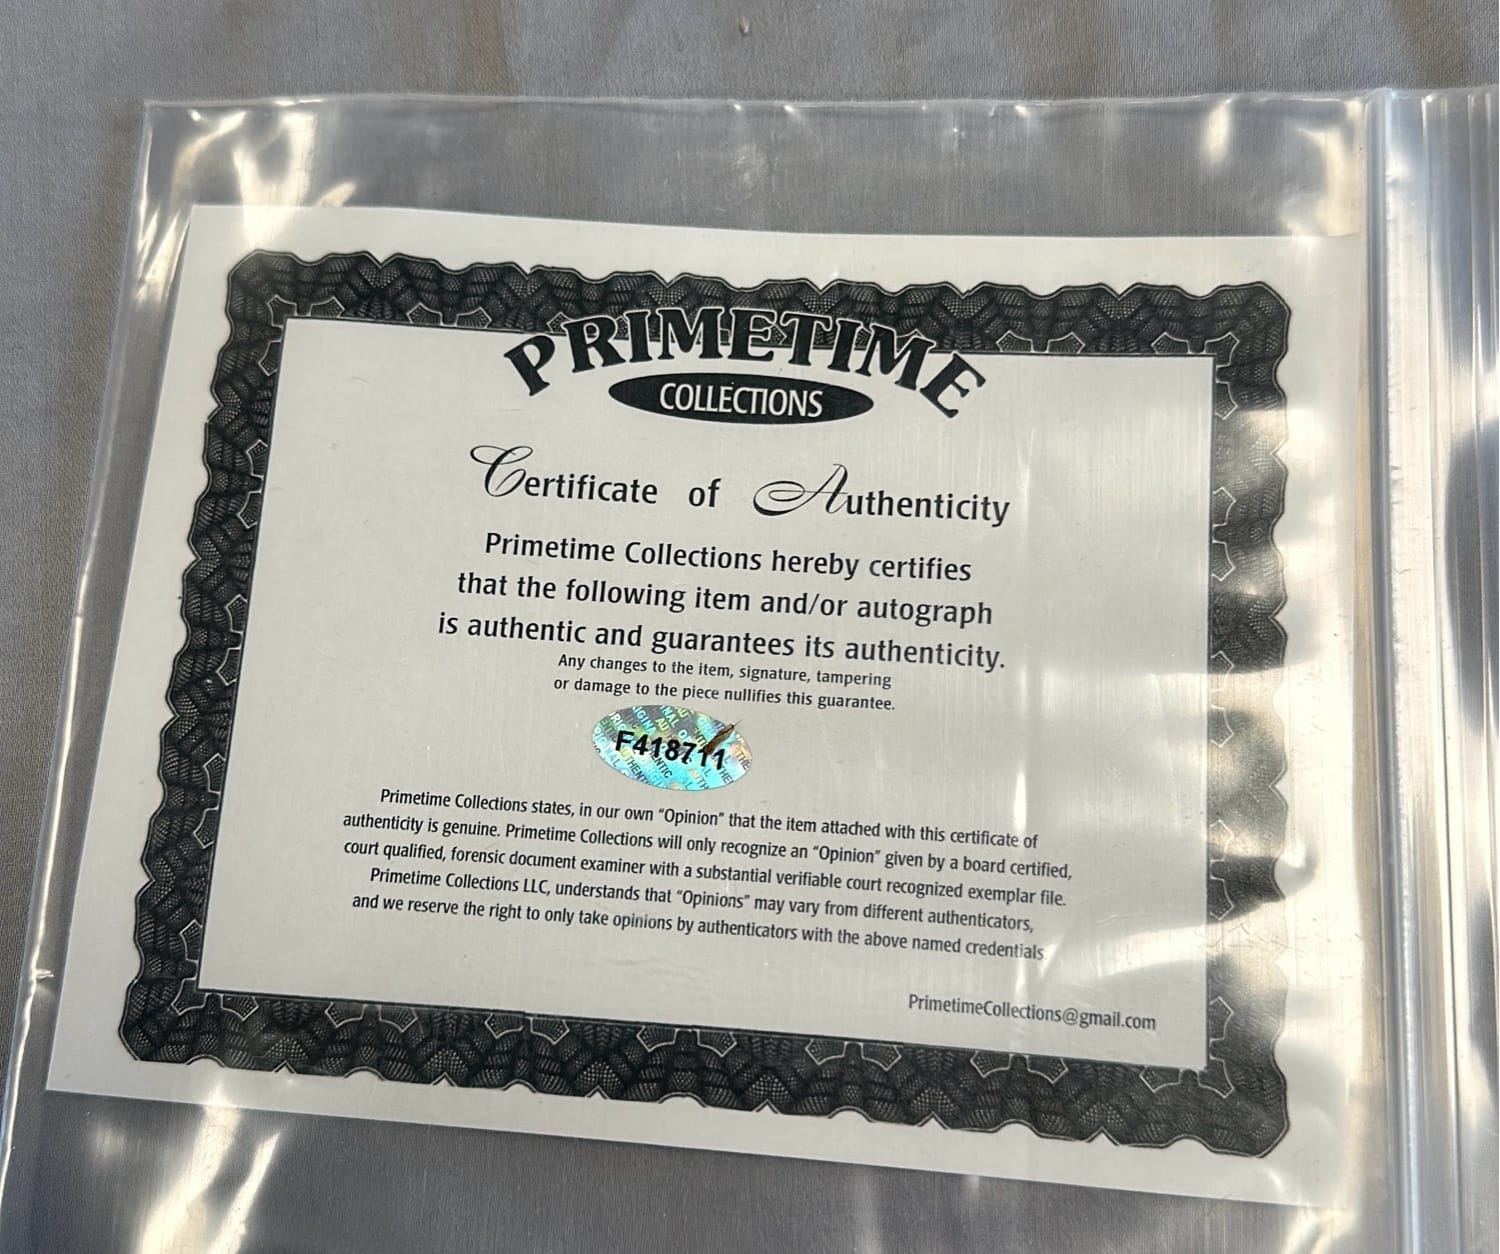 PRIMETIME
COLLECTIONS
Certificate of Authenticity
Primetime Collections hereby certifies
that the following item and/or autograph
is authentic and guarantees its authenticity.
Any changes to the item, signature, tampering
or damage to the piece nullifies this guarantee.
F418711
Primetime Collections states, in our own “Opinion” that the item attached with this certificate of
authenticity is genuine. Primetime Collections will only recognize an “Opinion” given by a board certified,
court qualified, forensic document examiner with a substantial verifiable court recognized exemplar file.
Primetime Collections LLC, understands that “Opinions” may vary from different authenticators,
and we reserve the right to only take opinions by authenticators with the above named credentials
PrimetimeCollections@gmail.com